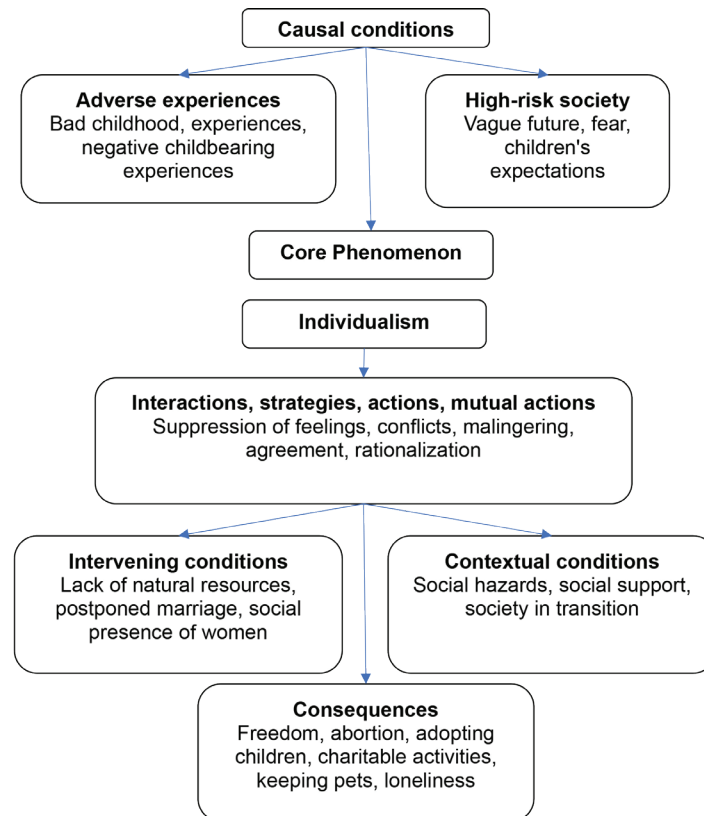 Causal conditions
Adverse experiences
Bad childhood, experiences,
negative childbearing
experiences
High-risk society
Vague future, fear,
children's
expectations
Core Phenomenon
Individualism
Interactions, strategies, actions, mutual actions
Suppression of feelings, conflicts, malingering,
agreement, rationalization
Intervening conditions
Lack of natural resources,
postponed marriage, social
presence of women
Contextual conditions
Social hazards, social support,
society in transition
Consequences
Freedom, abortion, adopting
children, charitable activities,
keeping pets, loneliness